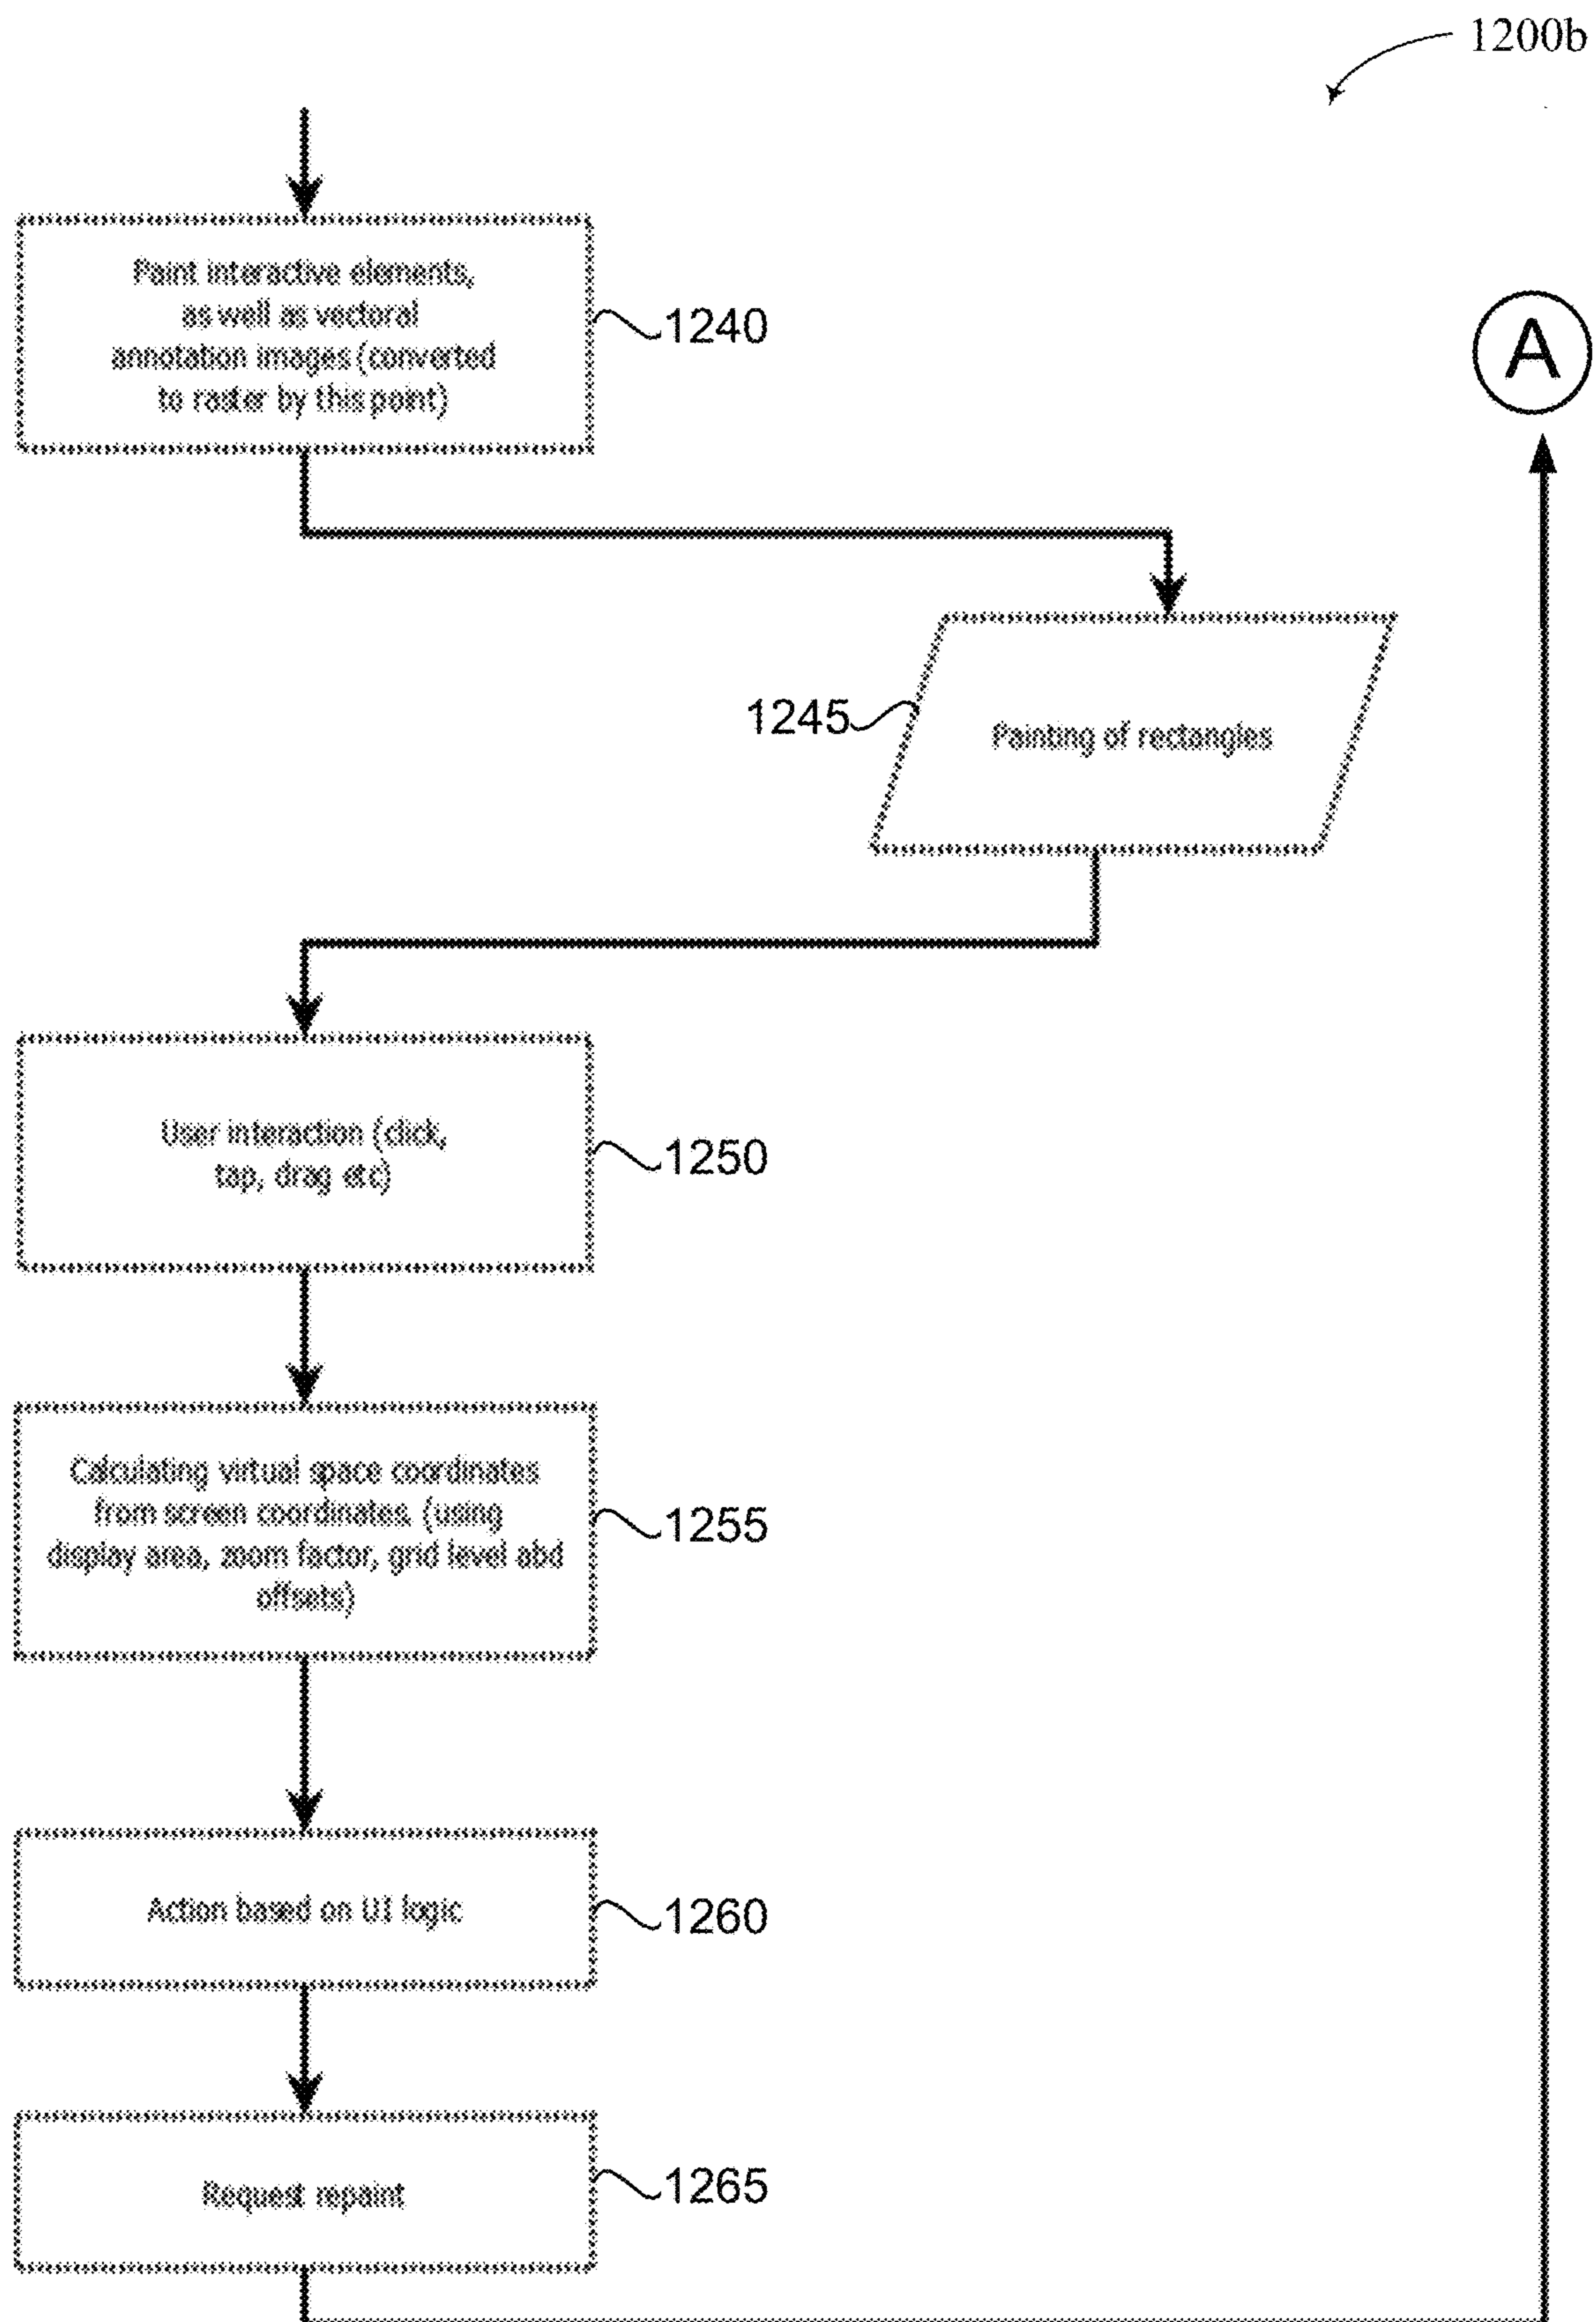 1200b
Paint interactive elements,
as well as vectoral
annotation images (converted
to raster by this point)
1240
A
1245
Painting of rectangles
User interaction (click,
tap, drag etc)
1250
Calculating virtual space coordinates
from screen coordinates. (using
display area, zoom factor, grid level abd
offsets)
1255
Action based on UI logic
1260
Request repaint
1265